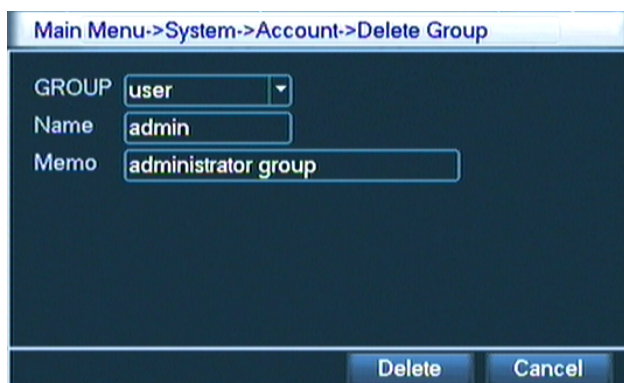 Main Menu->System->Account->Delete Group
GROUP user
Name admin
Memo administrator group
Delete Cancel